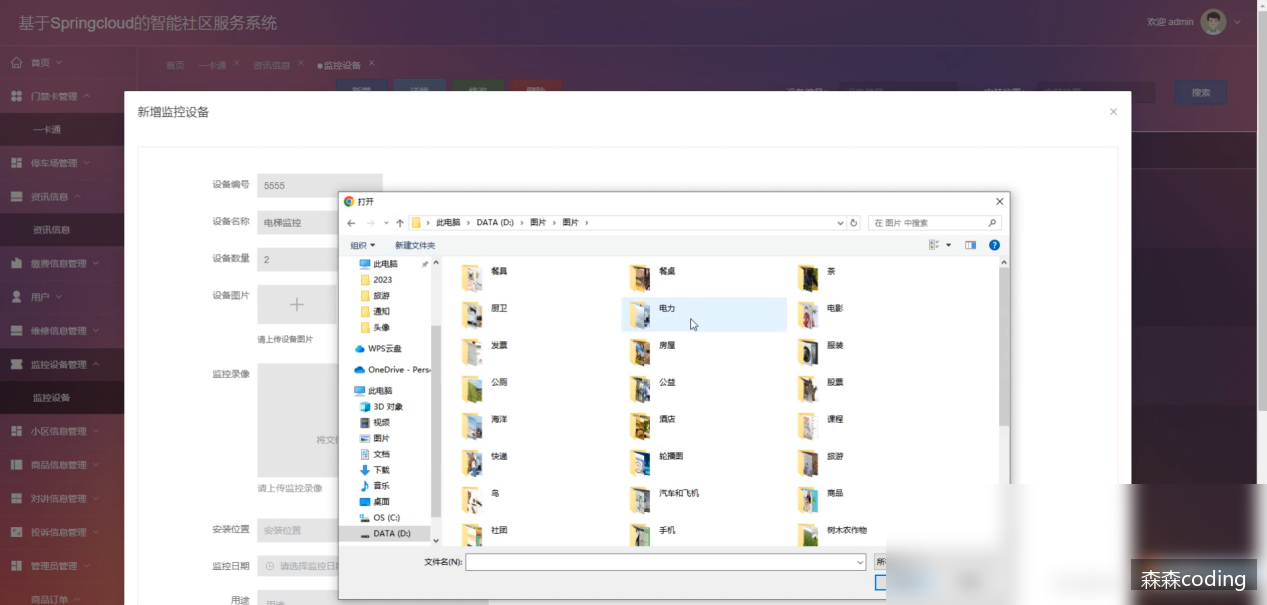 基于Springcloud的智能社区服务系统
欢迎 admin
首页
门禁卡管理
一卡通
停车场管理
资讯信息
资讯信息
缴费信息管理
用户
维修信息管理
监控设备管理
监控设备
小区信息管理
商品信息管理
对讲信息管理
投诉信息管理
管理员管理
商品订单
首页 一卡通 资讯信息 监控设备
搜索
新增监控设备
设备编号 5555
设备名称 电梯监控
设备数量 2
设备图片
请上传设备图片
监控录像
将文
请上传监控录像
安装位置 安装位置
监控日期 请选择监控日
用途 用途
打开
此电脑 DATA (D:) 图片 图片
在 图片 中搜索
组织 新建文件夹
此电脑
2023
旅游
通知
头像
WPS云盘
OneDrive - Pers
此电脑
3D 对象
视频
图片
文档
下载
音乐
桌面
OS (C:)
DATA (D:)
餐具 餐桌 茶
厨卫 电力 电影
发票 房屋 服装
公厕 公益 股票
海洋 酒店 课程
快递 轮播图 旅游
鸟 汽车和飞机 商品
社团 手机 树木农作物
文件名(N):
森森coding